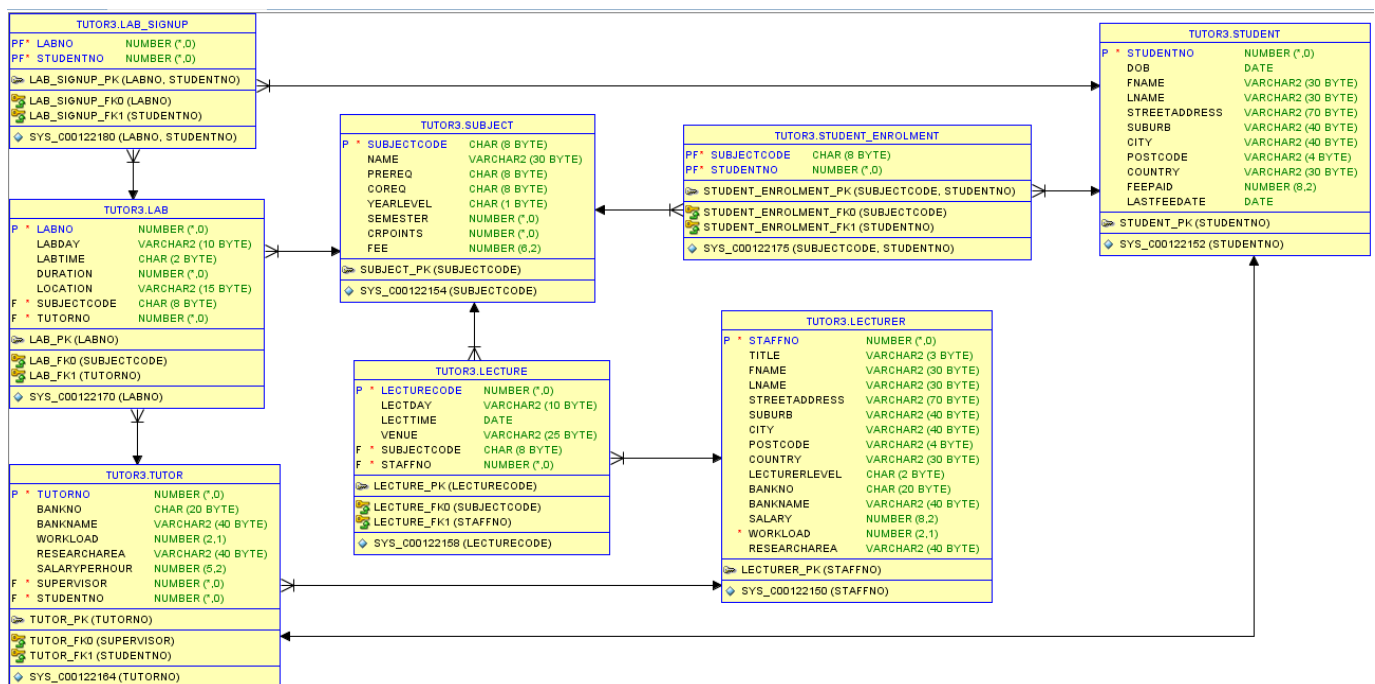 TUTOR3.LAB_SIGNUP
PF* LABNO NUMBER (*,0)
PF* STUDENTNO NUMBER (*,0)
LAB_SIGNUP_PK (LABNO, STUDENTNO)
LAB_SIGNUP_FK0 (LABNO)
LAB_SIGNUP_FK1 (STUDENTNO)
SYS_C00122180 (LABNO, STUDENTNO)
TUTOR3.STUDENT
P * STUDENTNO NUMBER (*,0)
DOB DATE
FNAME VARCHAR2 (30 BYTE)
LNAME VARCHAR2 (30 BYTE)
STREETADDRESS VARCHAR2 (70 BYTE)
SUBURB VARCHAR2 (40 BYTE)
CITY VARCHAR2 (40 BYTE)
POSTCODE VARCHAR2 (4 BYTE)
COUNTRY VARCHAR2 (30 BYTE)
FEEPAID NUMBER (8,2)
LASTFEEDATE DATE
STUDENT_PK (STUDENTNO)
SYS_C00122152 (STUDENTNO)
TUTOR3.SUBJECT
P * SUBJECTCODE CHAR (8 BYTE)
NAME VARCHAR2 (30 BYTE)
PREREQ CHAR (8 BYTE)
COREQ CHAR (8 BYTE)
YEARLEVEL CHAR (1 BYTE)
SEMESTER NUMBER (*,0)
CRPOINTS NUMBER (*,0)
FEE NUMBER (6,2)
SUBJECT_PK (SUBJECTCODE)
SYS_C00122154 (SUBJECTCODE)
TUTOR3.STUDENT_ENROLMENT
PF* SUBJECTCODE CHAR (8 BYTE)
PF* STUDENTNO NUMBER (*,0)
STUDENT_ENROLMENT_PK (SUBJECTCODE, STUDENTNO)
STUDENT_ENROLMENT_FK0 (SUBJECTCODE)
STUDENT_ENROLMENT_FK1 (STUDENTNO)
SYS_C00122175 (SUBJECTCODE, STUDENTNO)
TUTOR3.LAB
P * LABNO NUMBER (*,0)
LABDAY VARCHAR2 (10 BYTE)
LABTIME CHAR (2 BYTE)
DURATION NUMBER (*,0)
LOCATION VARCHAR2 (15 BYTE)
F * SUBJECTCODE CHAR (8 BYTE)
F * TUTORNO NUMBER (*,0)
LAB_PK (LABNO)
LAB_FK0 (SUBJECTCODE)
LAB_FK1 (TUTORNO)
SYS_C00122170 (LABNO)
TUTOR3.LECTURER
P * STAFFNO NUMBER (*,0)
TITLE VARCHAR2 (3 BYTE)
FNAME VARCHAR2 (30 BYTE)
LNAME VARCHAR2 (30 BYTE)
STREETADDRESS VARCHAR2 (70 BYTE)
SUBURB VARCHAR2 (40 BYTE)
CITY VARCHAR2 (40 BYTE)
POSTCODE VARCHAR2 (4 BYTE)
COUNTRY VARCHAR2 (30 BYTE)
LECTURERLEVEL CHAR (2 BYTE)
BANKNO CHAR (20 BYTE)
BANKNAME VARCHAR2 (40 BYTE)
SALARY NUMBER (8,2)
* WORKLOAD NUMBER (2,1)
RESEARCHAREA VARCHAR2 (40 BYTE)
LECTURER_PK (STAFFNO)
SYS_C00122150 (STAFFNO)
TUTOR3.LECTURE
P * LECTURECODE NUMBER (*,0)
LECTDAY VARCHAR2 (10 BYTE)
LECTTIME DATE
VENUE VARCHAR2 (25 BYTE)
F * SUBJECTCODE CHAR (8 BYTE)
F * STAFFNO NUMBER (*,0)
LECTURE_PK (LECTURECODE)
LECTURE_FK0 (SUBJECTCODE)
LECTURE_FK1 (STAFFNO)
SYS_C00122158 (LECTURECODE)
TUTOR3.TUTOR
P * TUTORNO NUMBER (*,0)
BANKNO CHAR (20 BYTE)
BANKNAME VARCHAR2 (40 BYTE)
WORKLOAD NUMBER (2,1)
RESEARCHAREA VARCHAR2 (40 BYTE)
SALARYPERHOUR NUMBER (5,2)
F * SUPERVISOR NUMBER (*,0)
F * STUDENTNO NUMBER (*,0)
TUTOR_PK (TUTORNO)
TUTOR_FK0 (SUPERVISOR)
TUTOR_FK1 (STUDENTNO)
SYS_C00122164 (TUTORNO)